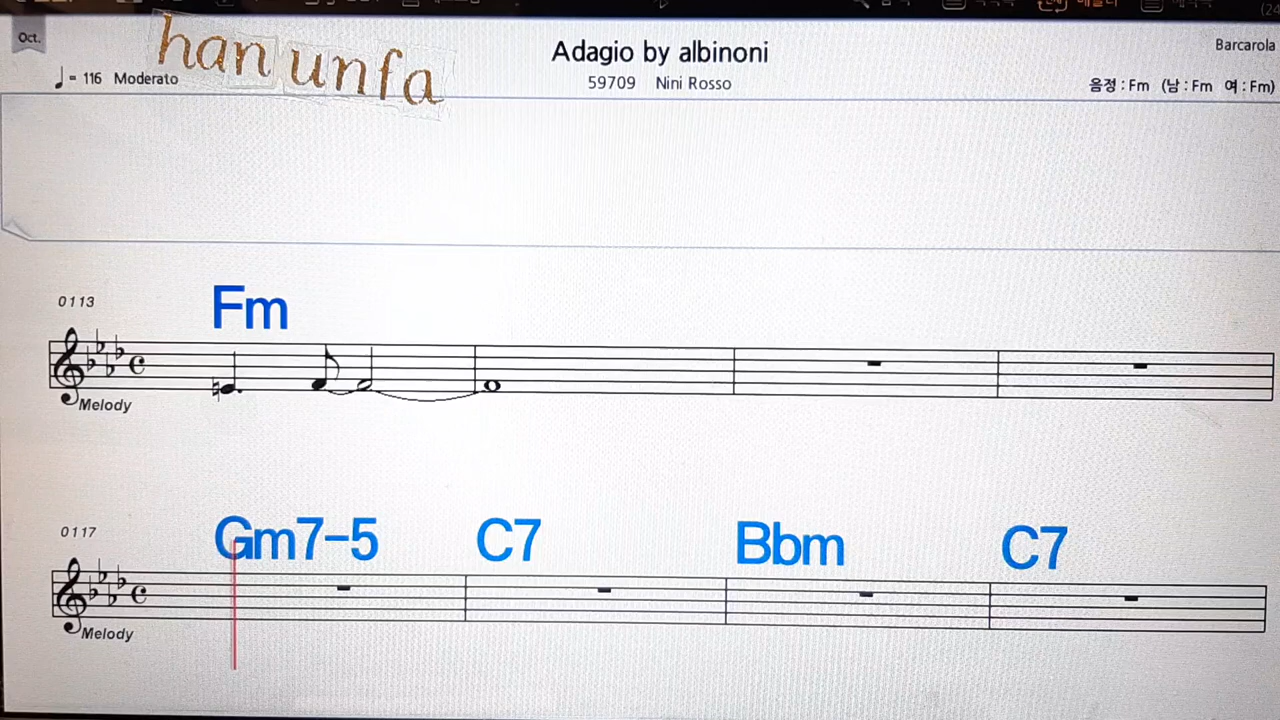 Oct.
han unfa
Adagio by albinoni
Barcarola
♩= 116 Moderato
59709 Nini Rosso
음정 : Fm (남 : Fm 여 : Fm)
0113
Fm
Melody
0117
Gm7-5 C7 Bbm C7
Melody